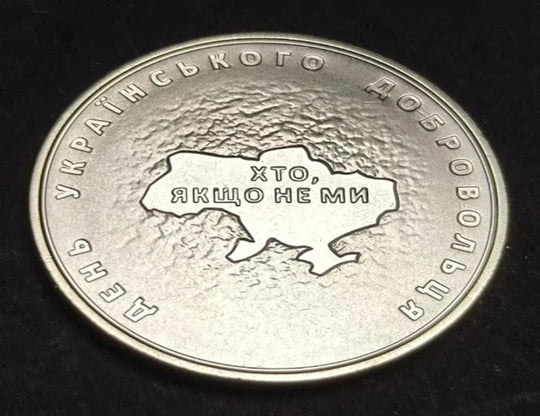 ДЕНЬ УКРАЇНСЬКОГО ДОБРОВОЛЬЦЯ
ХТО,
ЯКЩО НЕ МИ